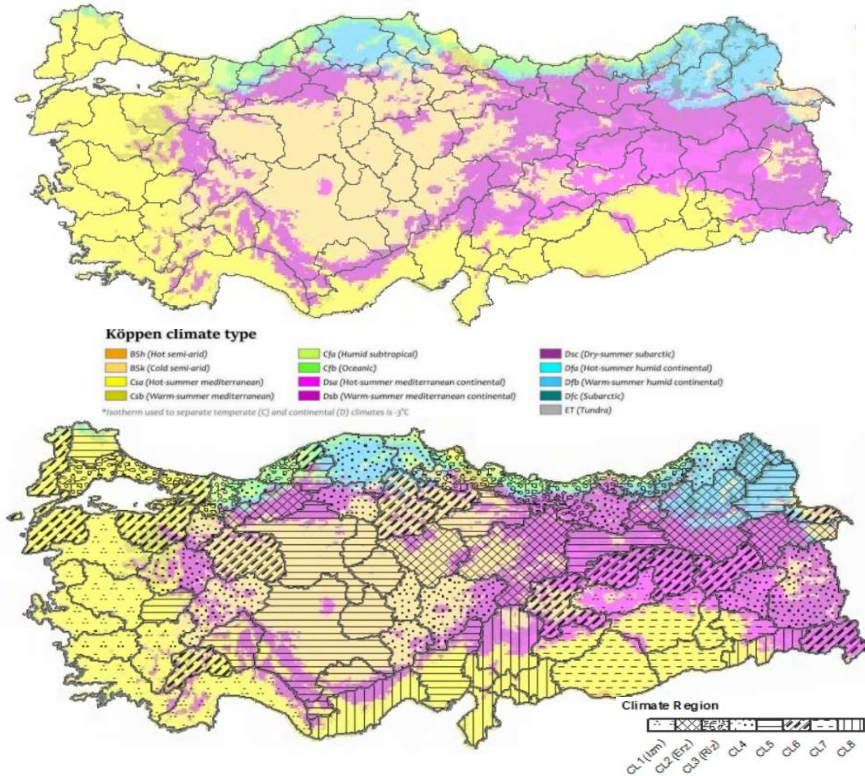 Köppen climate type
BSh (Hot semi-arid)
BSk (Cold semi-arid)
Csa (Hot-summer mediterranean)
Csb (Warm-summer mediterranean)
Cfa (Humid subtropical)
Cfb (Oceanic)
Dsa (Hot-summer mediterranean continental)
Dsb (Warm-summer mediterranean continental)
Dsc (Dry-summer subarctic)
Dfa (Hot-summer humid continental)
Dfb (Warm-summer humid continental)
Dfc (Subarctic)
ET (Tundra)
*Isotherm used to separate temperate (C) and continental (D) climates is -3°C
Climate Region
CL1 (Izm)
CL2 (Erz)
CL3 (Riz)
CL4
CL5
CL6
CL7
CL8